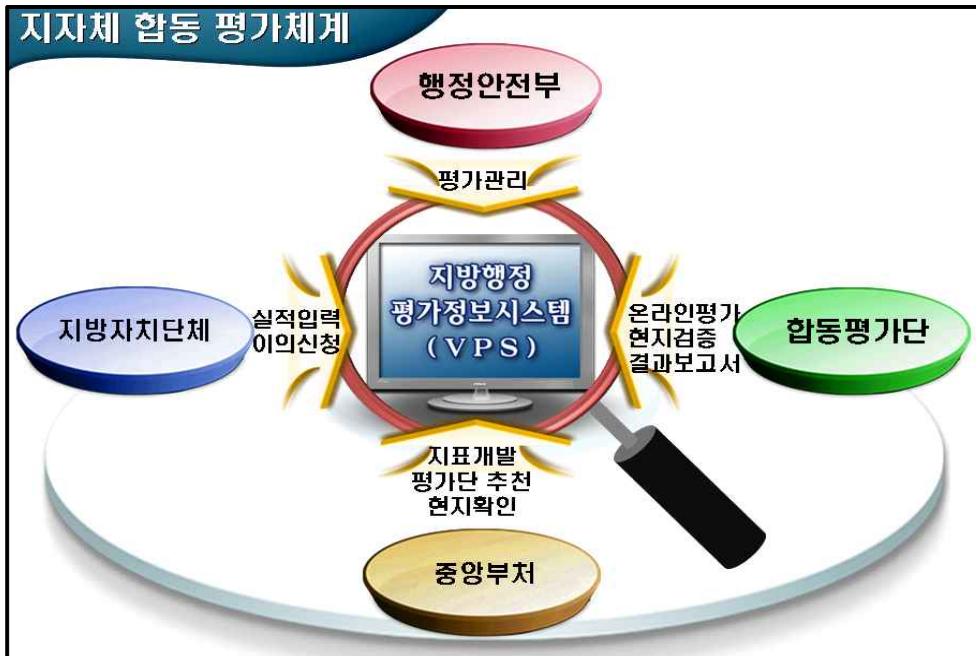 지자체 합동 평가체계
행정안전부
평가관리
지방행정
평가정보시스템
(VPS)
지방자치단체
실적입력
이의신청
온라인평가
현지검증
결과보고서
합동평가단
지표개발
평가단 추천
현지확인
중앙부처